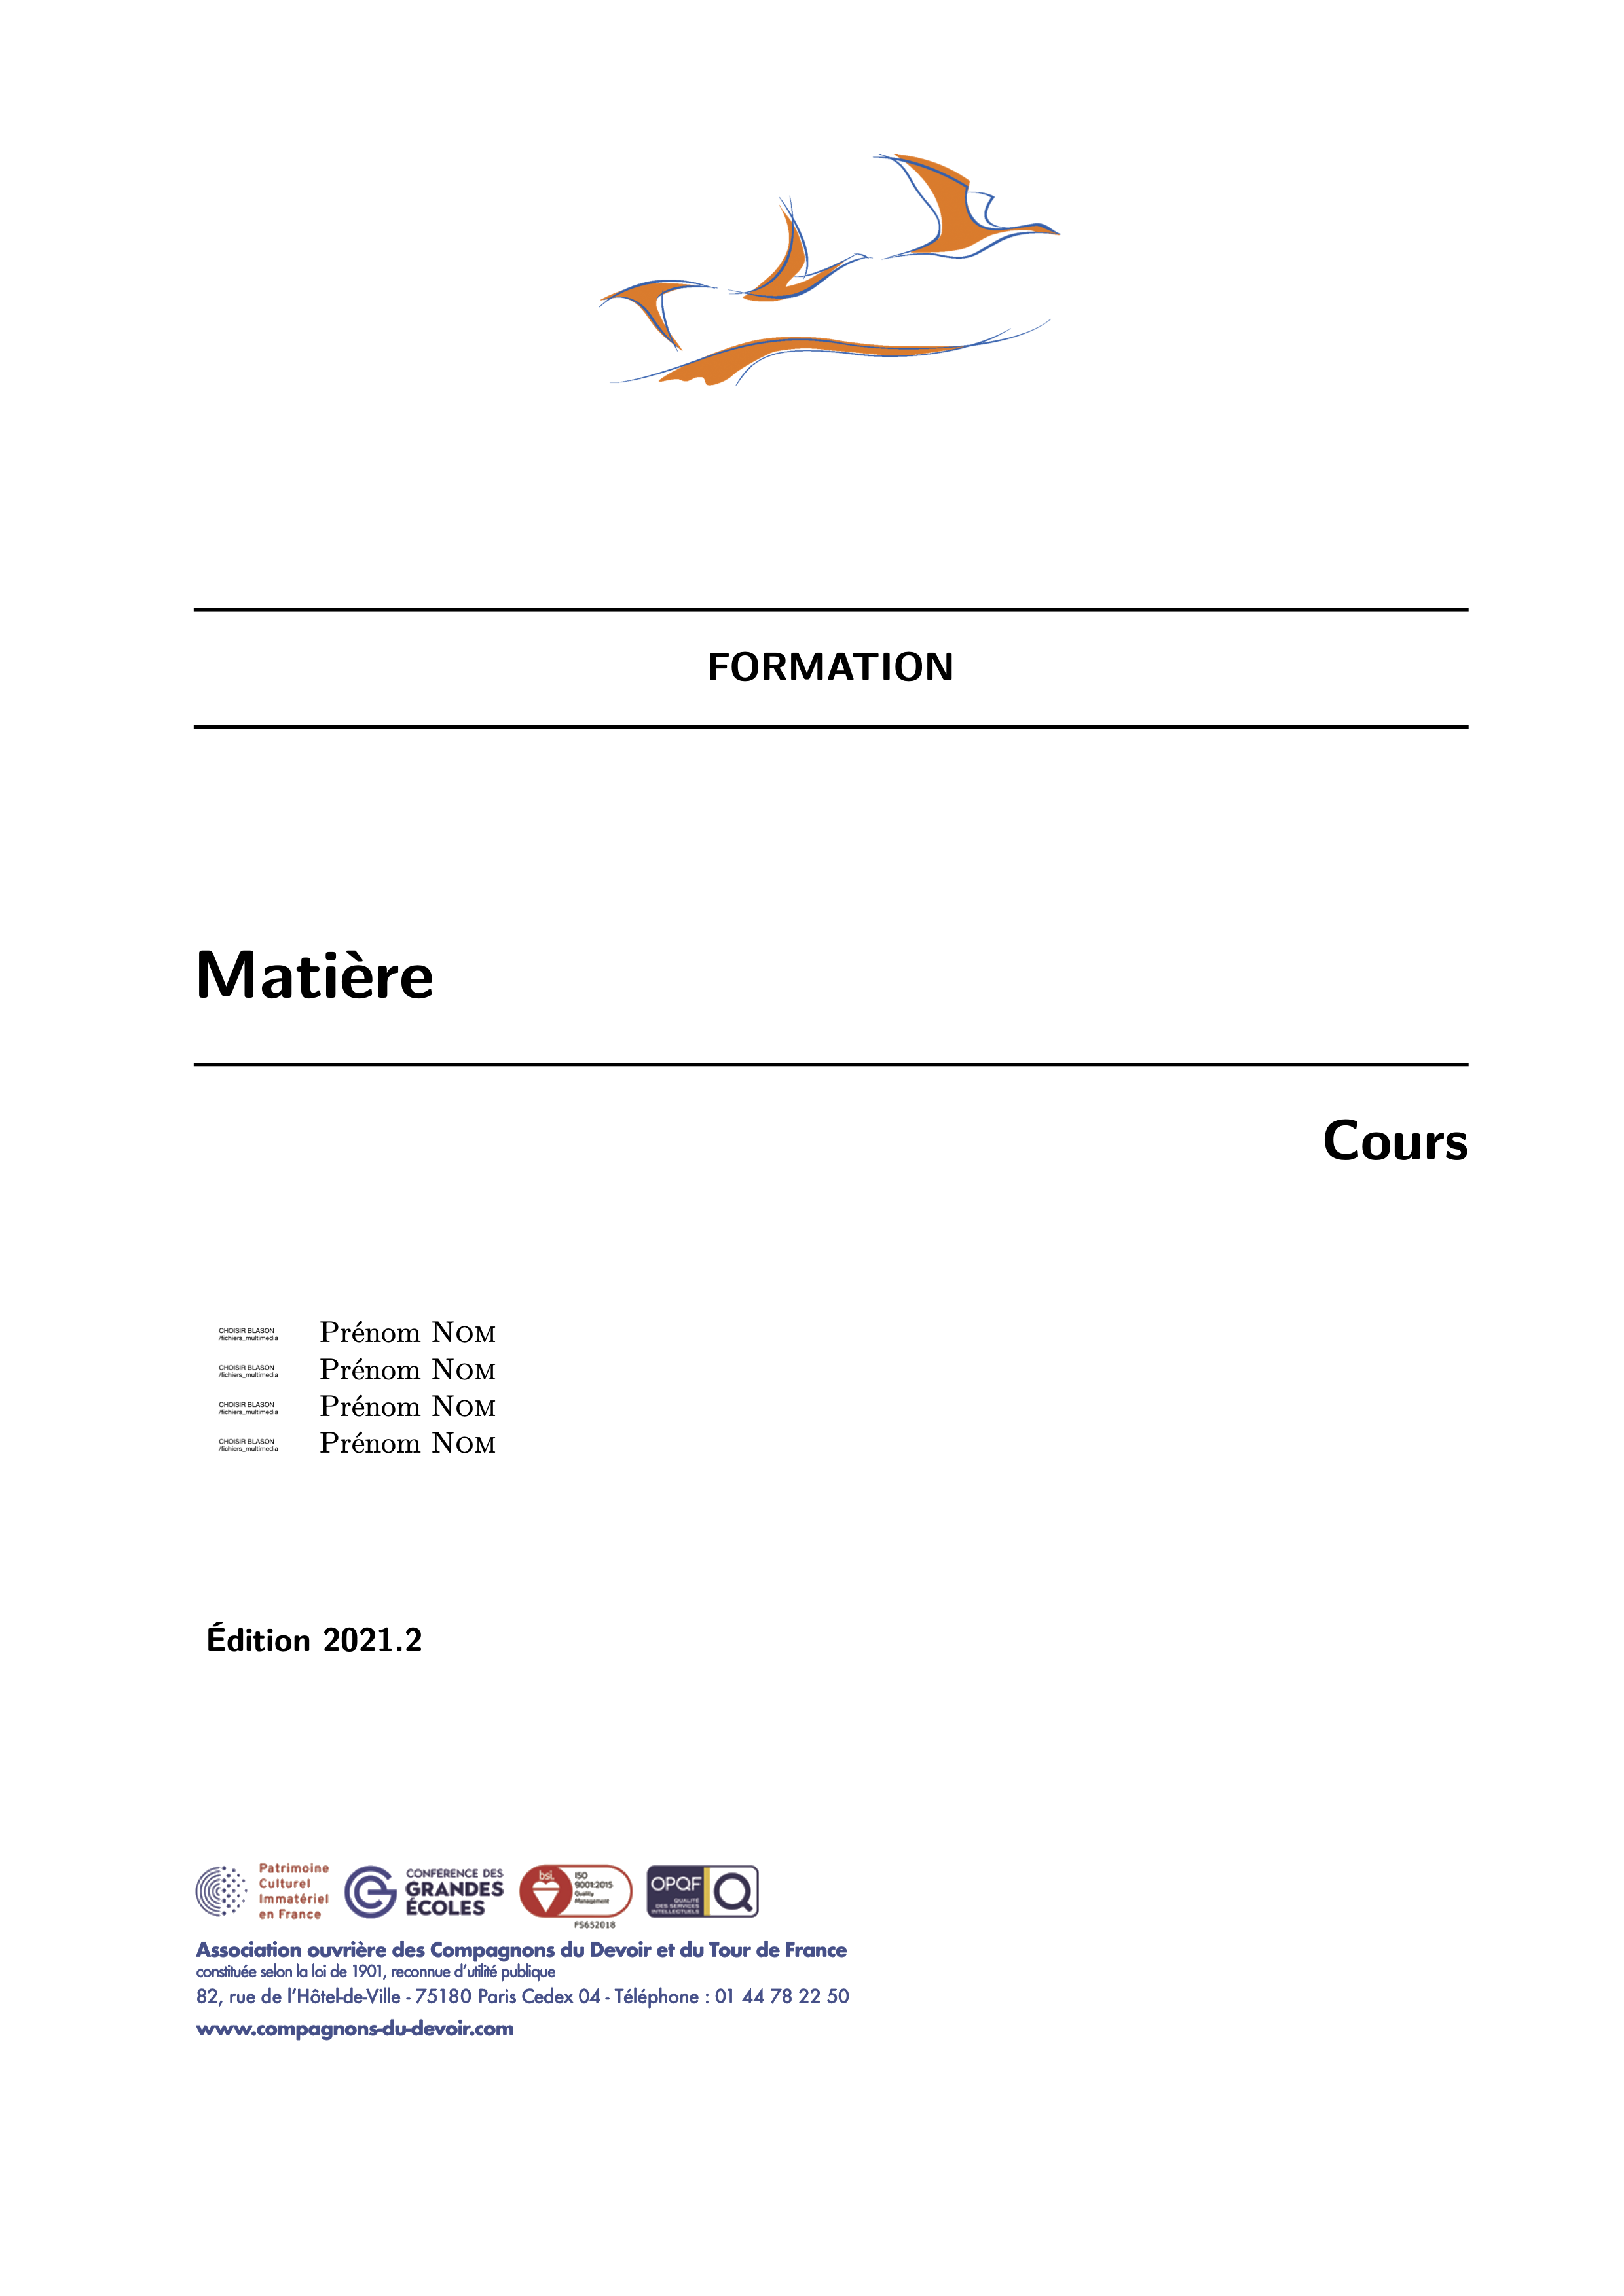 FORMATION
Matière
Cours
CHOISIR BLASON
/fichiers_multimedia
Prénom NOM
CHOISIR BLASON
/fichiers_multimedia
Prénom NOM
CHOISIR BLASON
/fichiers_multimedia
Prénom NOM
CHOISIR BLASON
/fichiers_multimedia
Prénom NOM
Édition 2021.2
Patrimoine
Culturel
Immatériel
en France
CONFÉRENCE DES
GRANDES
ÉCOLES
bsi.
ISO
9001:2015
Quality
Management
FS652018
OPQF
QUALITÉ
DES SERVICES
INTELLECTUELS
Association ouvrière des Compagnons du Devoir et du Tour de France
constituée selon la loi de 1901, reconnue d'utilité publique
82, rue de l'Hôtel-de-Ville - 75180 Paris Cedex 04 - Téléphone : 01 44 78 22 50
www.compagnons-du-devoir.com